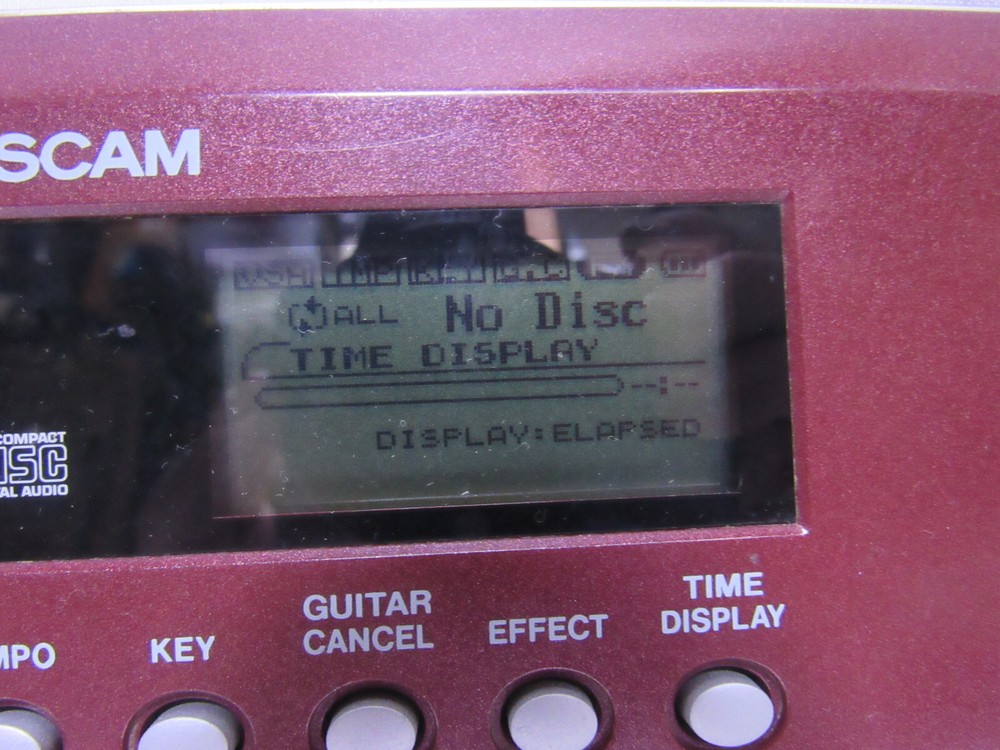 SCAM
ALL No Disc
TIME DISPLAY
--:--
DISPLAY:ELAPSED
COMPACT
ISC
AL AUDIO
MPO
KEY
GUITAR
CANCEL
EFFECT
TIME
DISPLAY